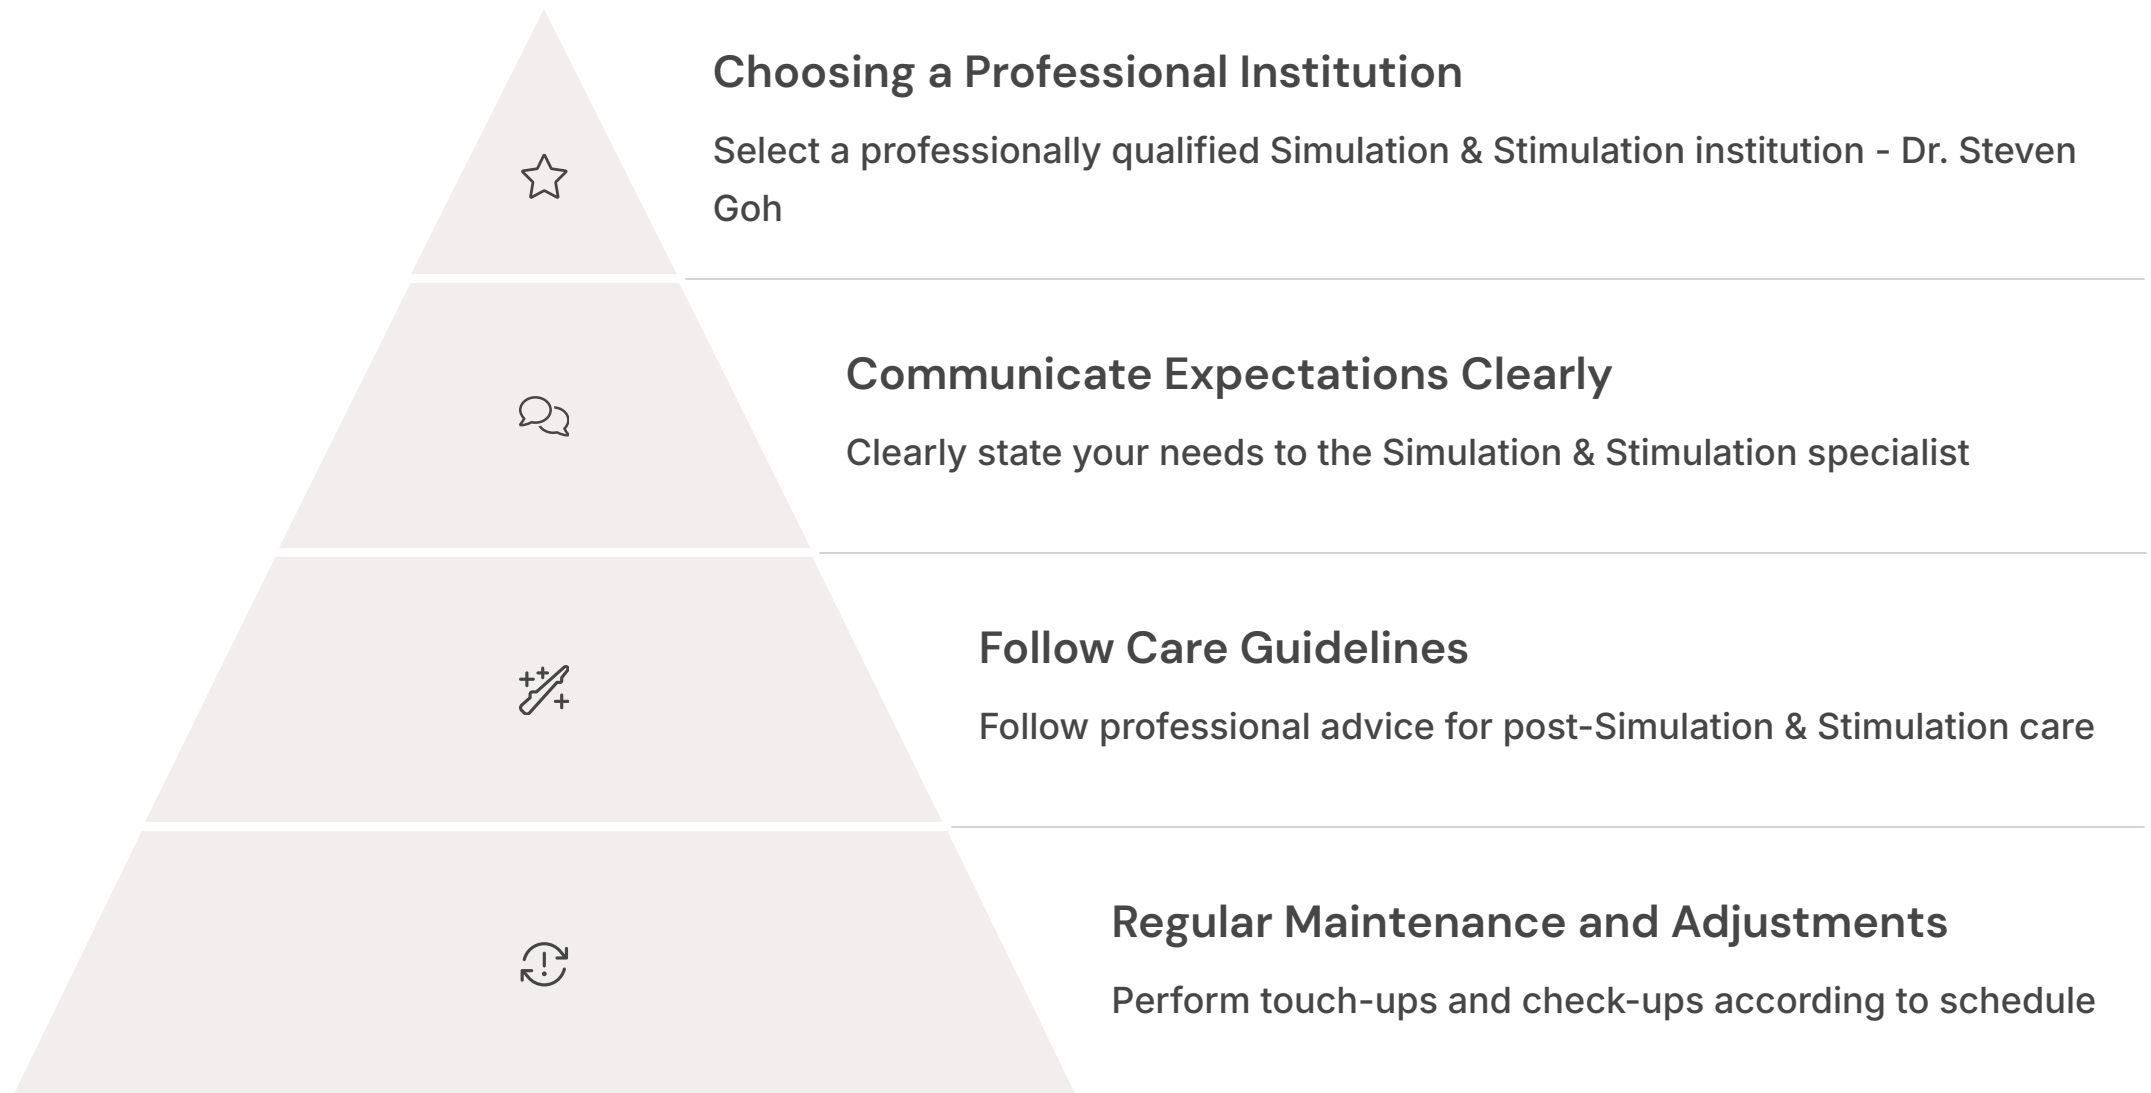 Choosing a Professional Institution
Select a professionally qualified Simulation & Stimulation institution - Dr. Steven
Goh
Communicate Expectations Clearly
Clearly state your needs to the Simulation & Stimulation specialist
Follow Care Guidelines
Follow professional advice for post-Simulation & Stimulation care
Regular Maintenance and Adjustments
Perform touch-ups and check-ups according to schedule